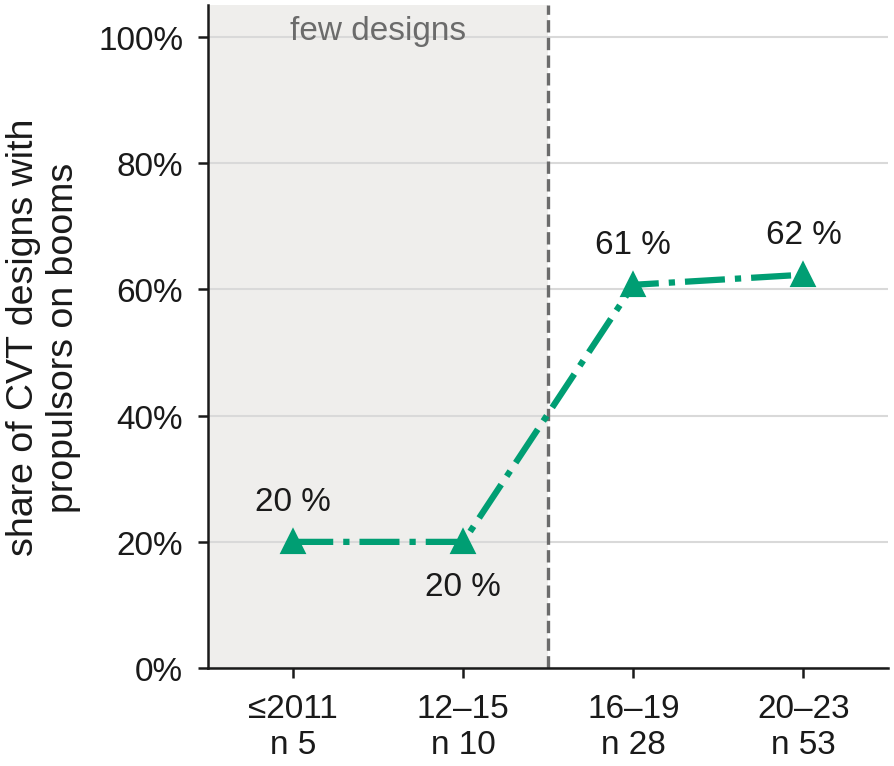 few designs
share of CVT designs with
propulsors on booms
100%
80%
60%
40%
20%
0%
20 %
20 %
61 %
62 %
≤2011
n 5
12–15
n 10
16–19
n 28
20–23
n 53